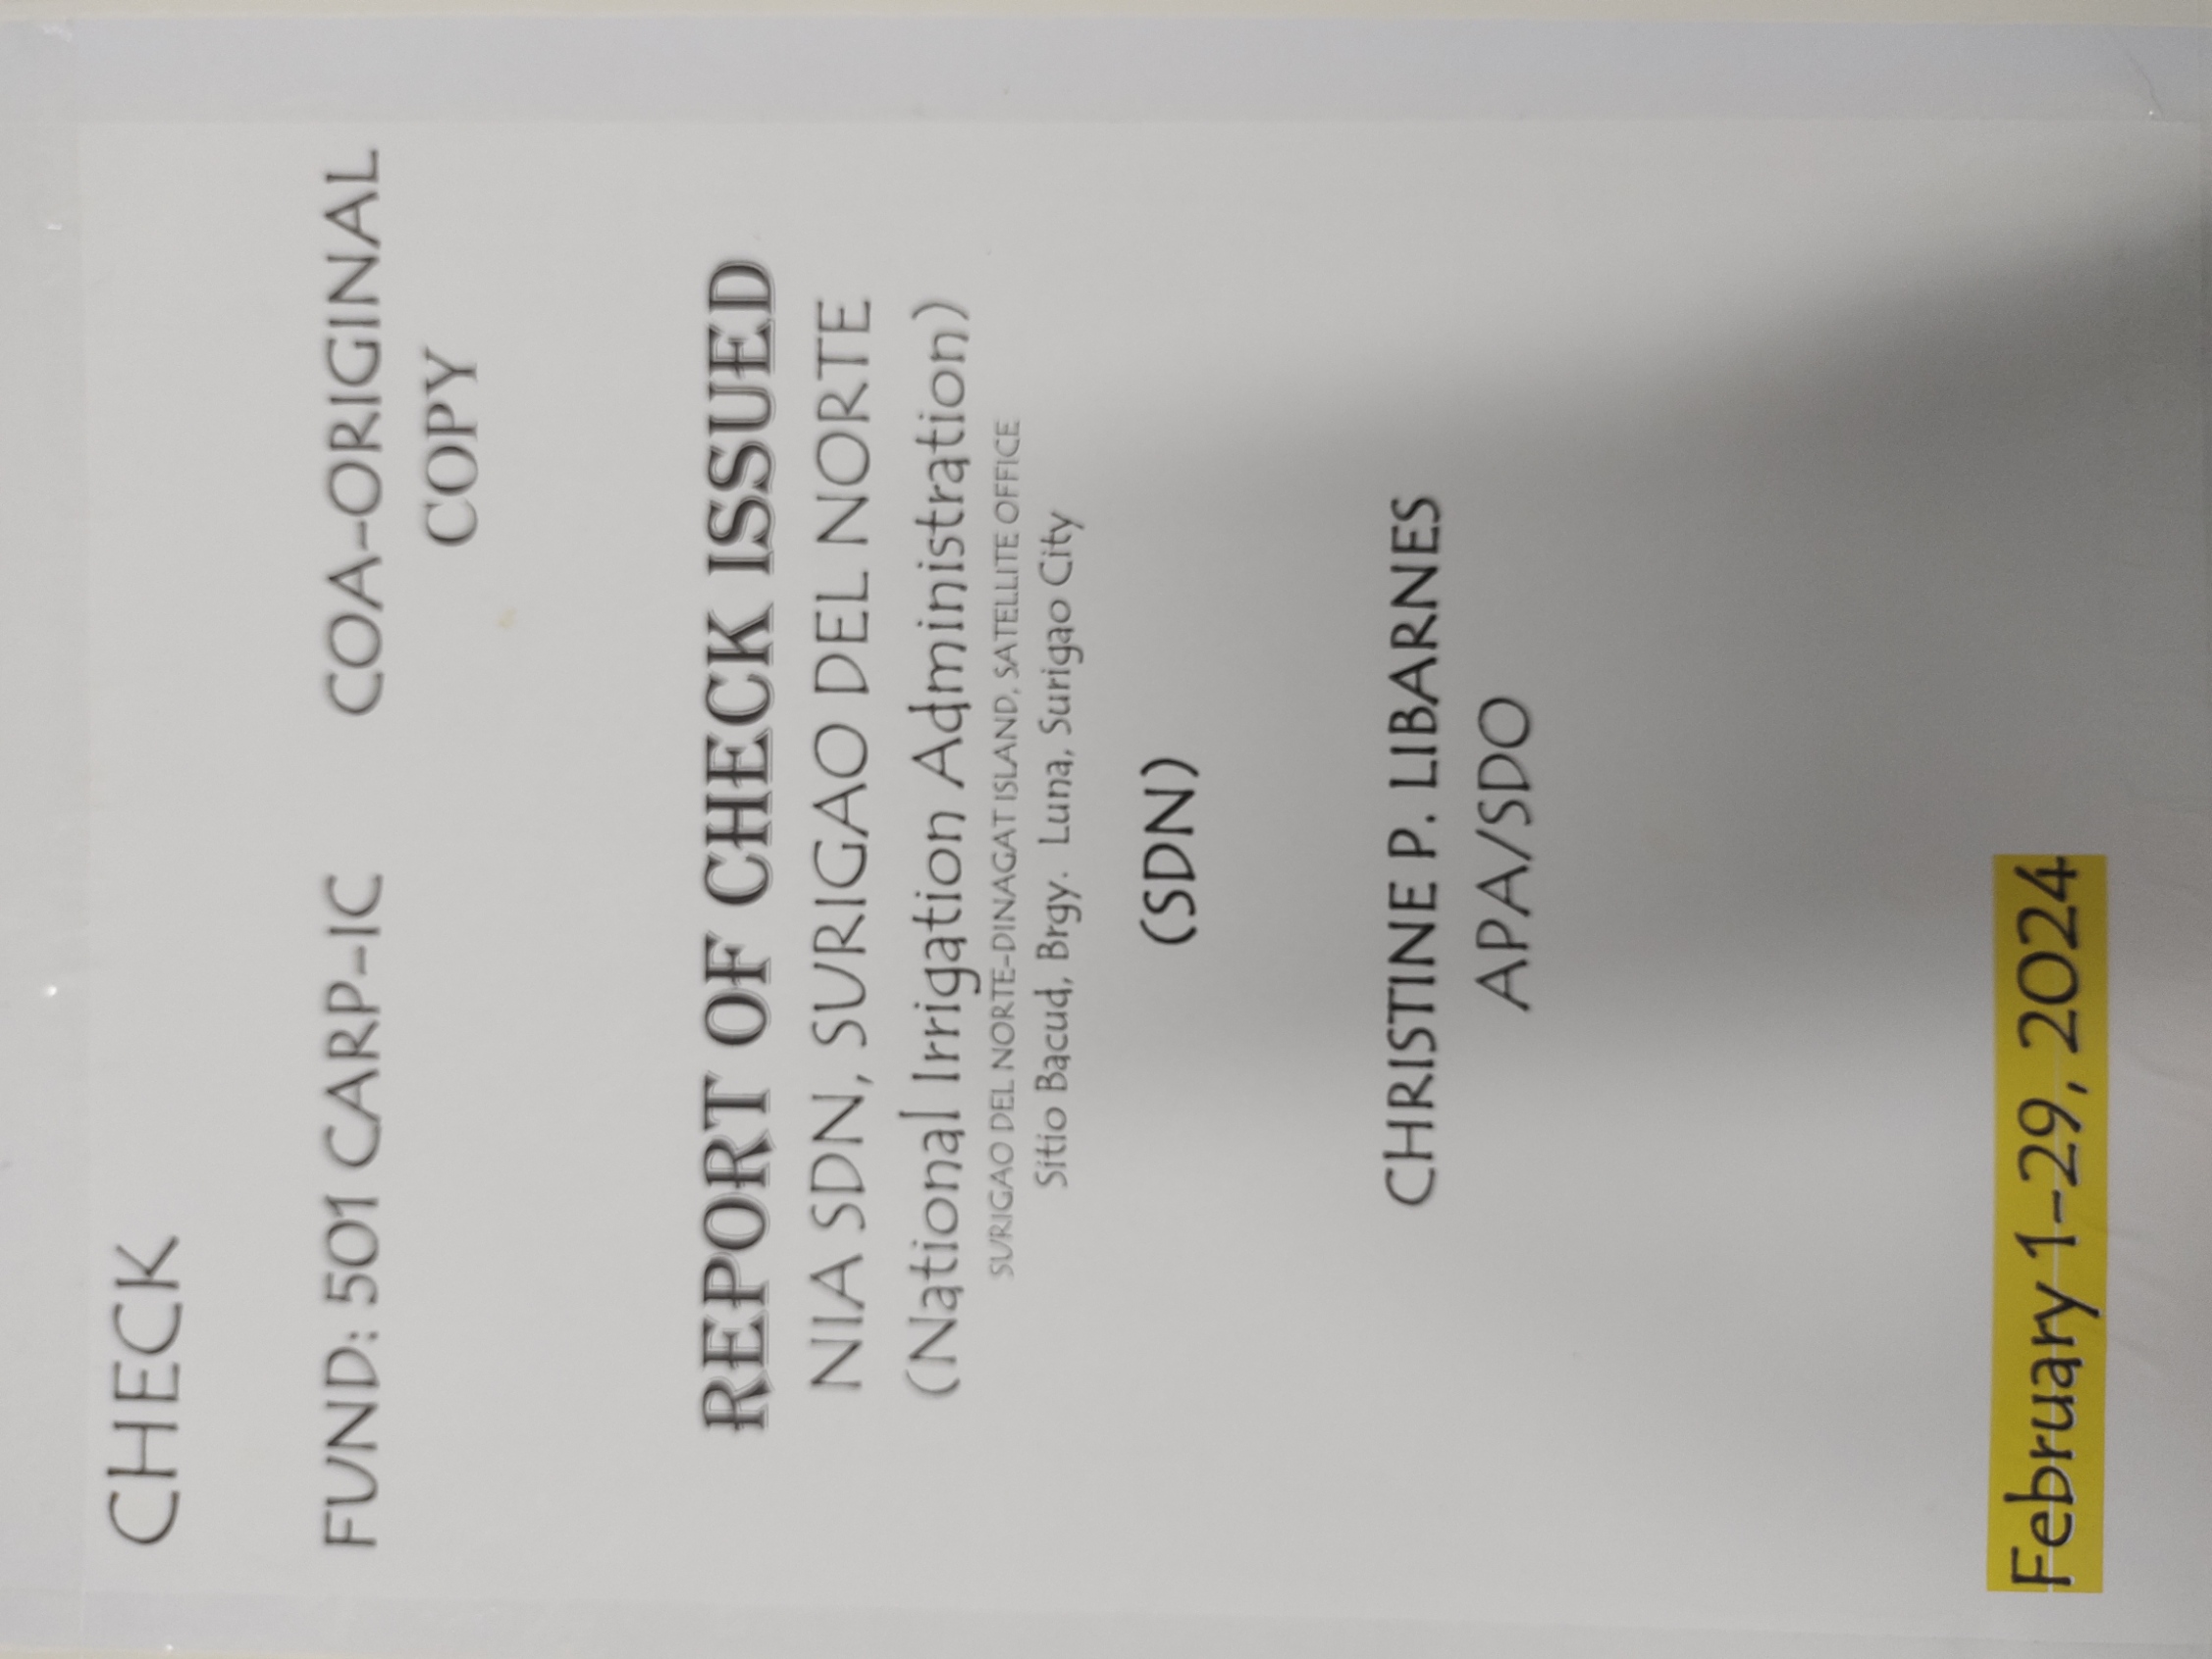 CHECK
FUND: 501 CARP-IC COA-ORIGINAL
COPY
REPORT OF CHECK ISSUED
NIA SDN, SURIGAO DEL NORTE
(National Irrigation Administration)
SURIGAO DEL NORTE-DINAGAT ISLAND, SATELLITE OFFICE
Sitio Bacud, Brgy. Luna, Surigao City
(SDN)
CHRISTINE P. LIBARNES
APA/SDO
February 1-29, 2024